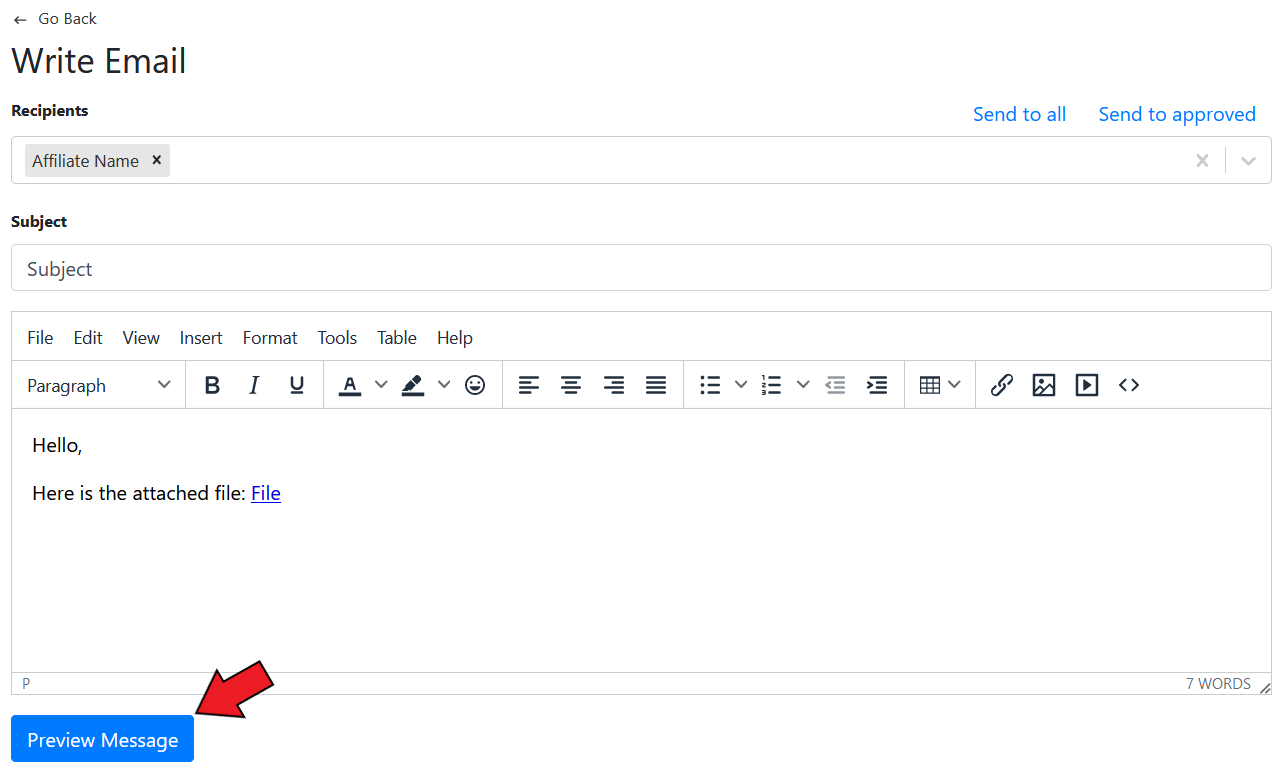 Go Back
Write Email
Recipients
Send to all Send to approved
Affiliate Name
Subject
Subject
File Edit View Insert Format Tools Table Help
Paragraph B I U A
Hello,
Here is the attached file: File
P 7 WORDS
Preview Message